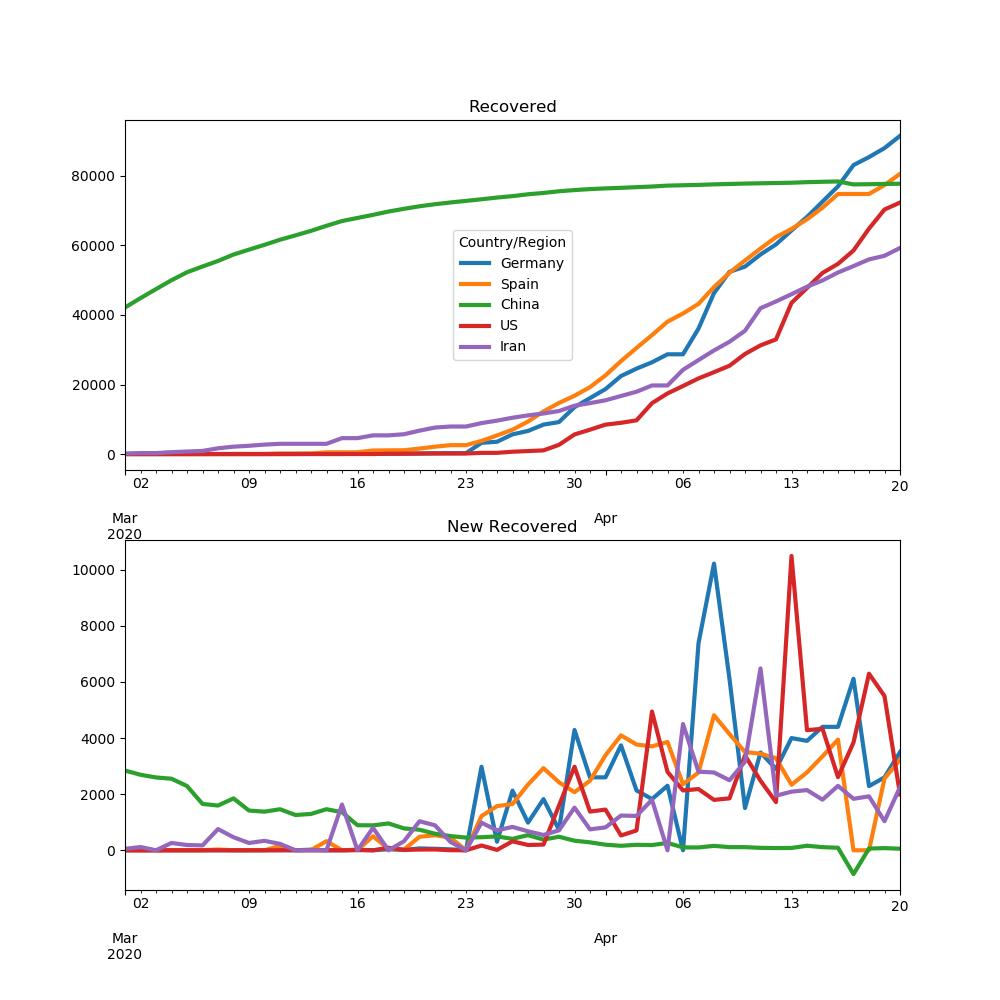 Recovered
80000
60000
40000
20000
0
Country/Region
Germany
Spain
China
US
Iran
02 09 16 23 30 06 13 20
Mar Apr
2020
New Recovered
10000
8000
6000
4000
2000
0
02 09 16 23 30 06 13 20
Mar Apr
2020